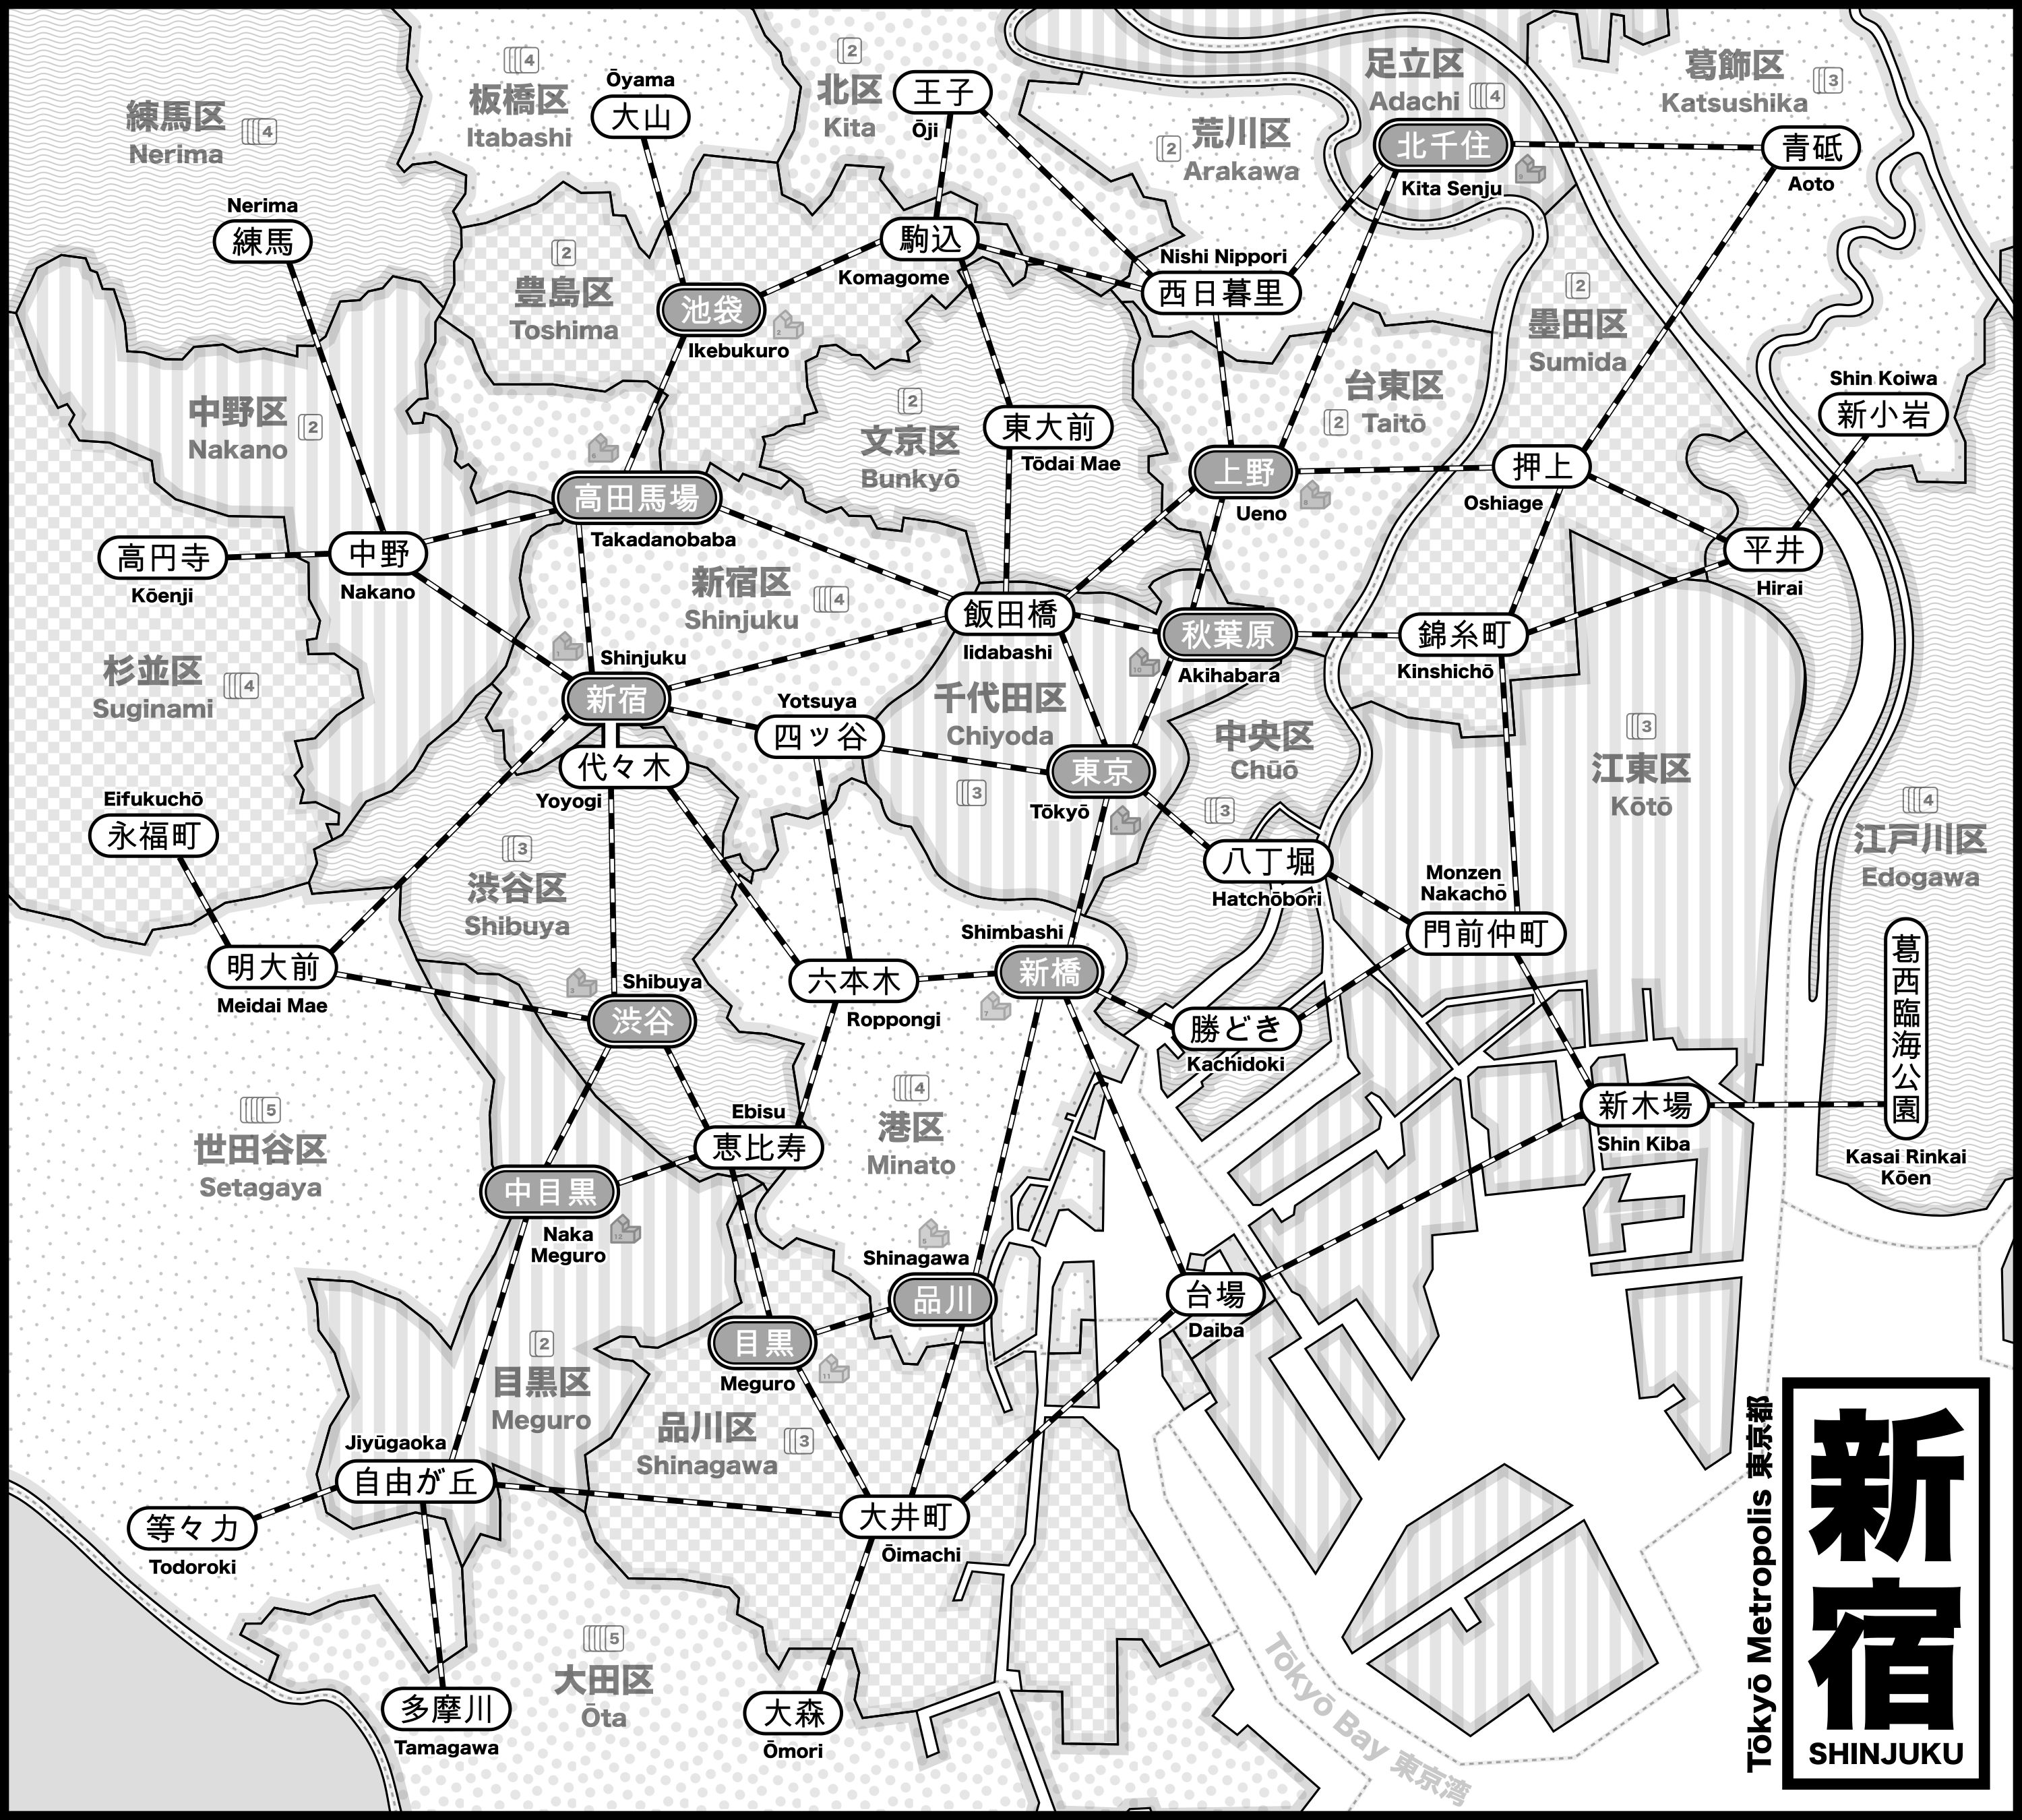 練馬区
4
Nerima
4
板橋区
Itabashi
Ōyama
大山
2
北区
Kita
王子
Ōji
足立区
Adachi
4
北千住
Kita Senju
葛飾区
3
Katsushika
青砥
Aoto
2
荒川区
Arakawa
Nerima
練馬
2
豊島区
Toshima
池袋
2
Ikebukuro
駒込
Komagome
Nishi Nippori
西日暮里
2
墨田区
Sumida
中野区
2
Nakano
2
文京区
Bunkyō
東大前
Tōdai Mae
台東区
2
Taitō
Shin Koiwa
新小岩
高田馬場
Takadanobaba
上野
Ueno
押上
Oshiage
高円寺
Kōenji
中野
Nakano
新宿区
4
Shinjuku
飯田橋
Iidabashi
秋葉原
10
Akihabara
錦糸町
Kinshichō
平井
Hirai
杉並区
4
Suginami
Shinjuku
新宿
代々木
Yoyogi
Yotsuya
四ッ谷
千代田区
Chiyoda
3
東京
Tōkyō
中央区
Chūō
3
3
江東区
Kōtō
4
江戸川区
Edogawa
Eifukuchō
永福町
3
渋谷区
Shibuya
八丁堀
Hatchōbori
Monzen
Nakachō
門前仲町
明大前
Meidai Mae
Shibuya
渋谷
六本木
Roppongi
Shimbashi
新橋
7
勝どき
Kachidoki
葛西臨海公園
Kasai Rinkai
Kōen
新木場
Shin Kiba
5
世田谷区
Setagaya
Ebisu
恵比寿
4
港区
Minato
中目黒
12
Naka
Meguro
Shinagawa
品川
台場
Daiba
2
目黒区
Meguro
目黒
11
Meguro
品川区
3
Shinagawa
Jiyūgaoka
自由が丘
等々力
Todoroki
大井町
Ōimachi
5
大田区
Ōta
多摩川
Tamagawa
大森
Ōmori
Tōkyō Bay 東京湾
Tōkyō Metropolis 東京都
新宿
SHINJUKU